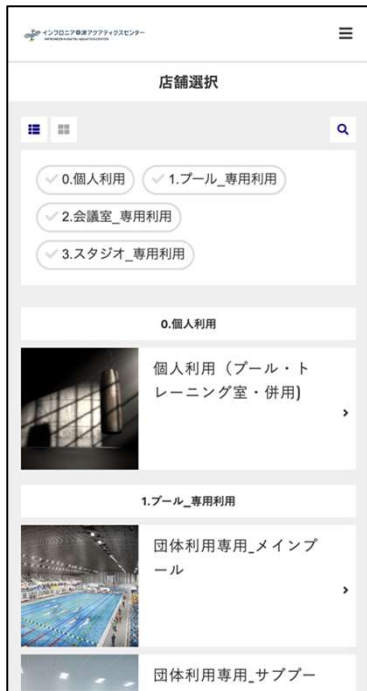 インフロニア草津アクアティクスセンター
店舗選択
0.個人利用
1.プール_専用利用
2.会議室_専用利用
3.スタジオ_専用利用
0.個人利用
個人利用（プール・ト
レーニング室・併用)
1.プール_専用利用
団体利用専用_メインプ
ール
団体利用専用_サブプー